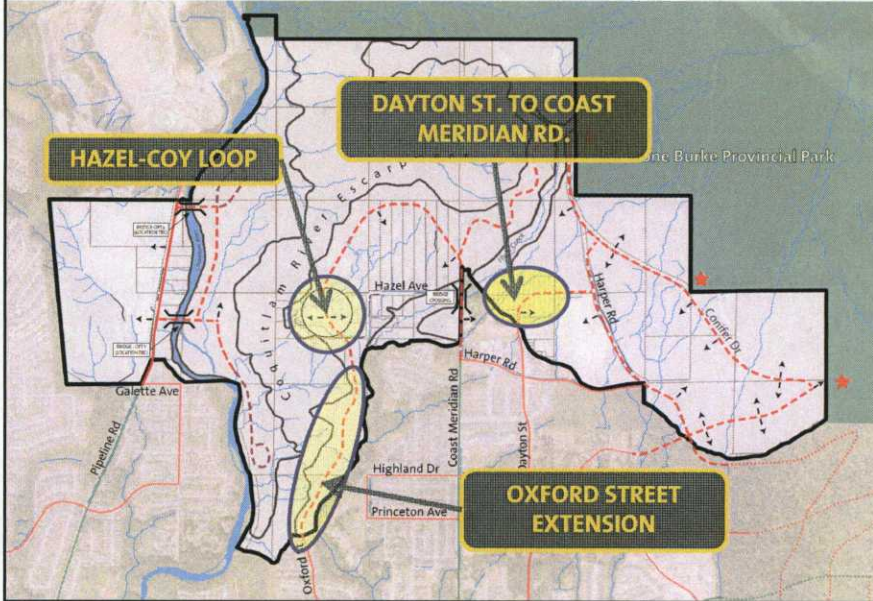 DAYTON ST. TO COAST
MERIDIAN RD.
HAZEL-COY LOOP
one Burke Provincial Park
Coquitlam River Escarp
Hazel Ave
BRIDGE
CROSSING
Harper Rd
Conifer Dr
Harper Rd
Galette Ave
Pipeline Rd
Coast Meridian Rd
Dayton St
Highland Dr
Princeton Ave
OXFORD STREET
EXTENSION
Oxford